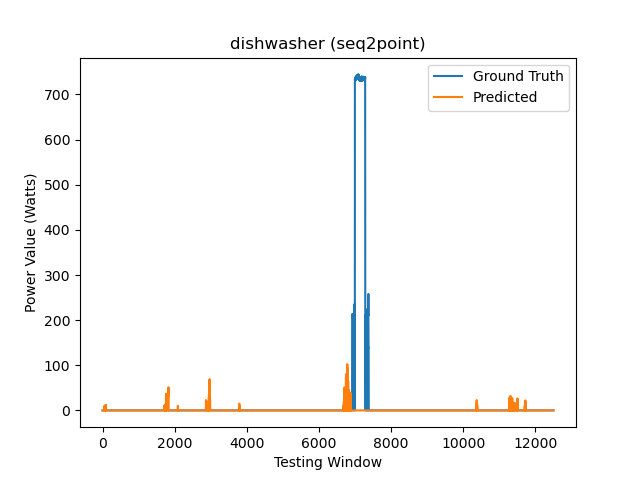 dishwasher (seq2point)
Ground Truth
Predicted
Power Value (Watts)
700
600
500
400
300
200
100
0
0 2000 4000 6000 8000 10000 12000
Testing Window